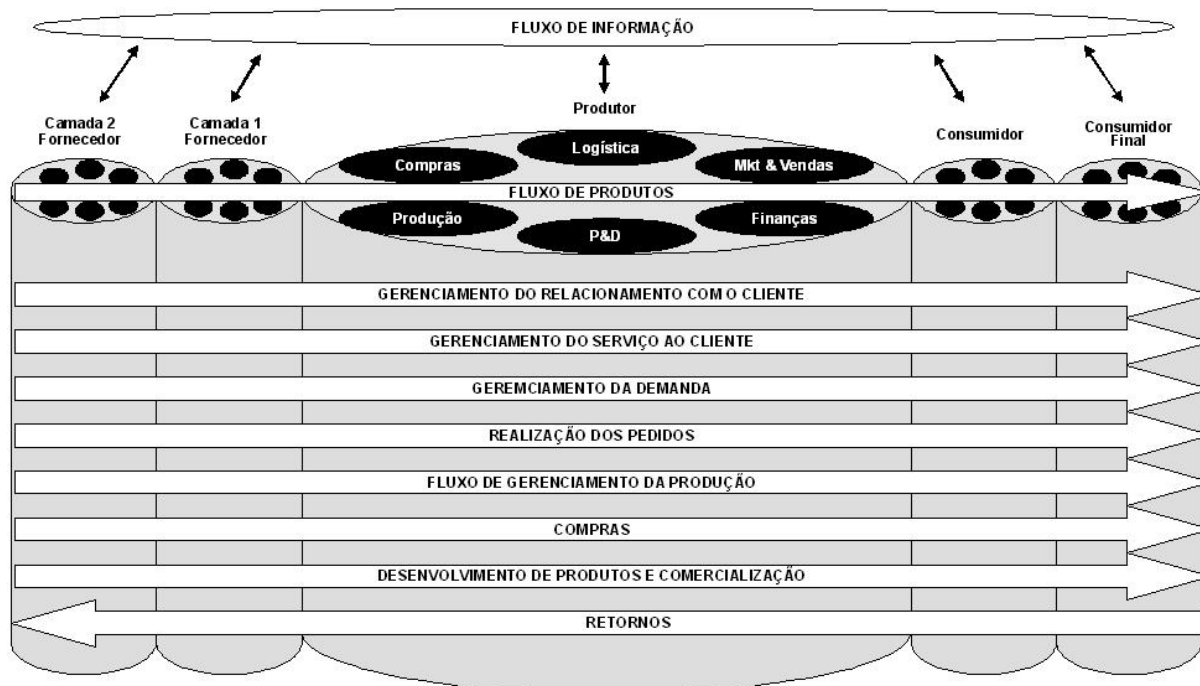 FLUXO DE INFORMAÇÃO
Camada 2
Fornecedor
Camada 1
Fornecedor
Produtor
Consumidor
Consumidor
Final
Compras
Logística
Mkt & Vendas
FLUXO DE PRODUTOS
Produção
P&D
Finanças
GERENCIAMENTO DO RELACIONAMENTO COM O CLIENTE
GERENCIAMENTO DO SERVIÇO AO CLIENTE
GEREMCIAMENTO DA DEMANDA
REALIZAÇÃO DOS PEDIDOS
FLUXO DE GERENCIAMENTO DA PRODUÇÃO
COMPRAS
DESENVOLVIMENTO DE PRODUTOS E COMERCIALIZAÇÃO
RETORNOS